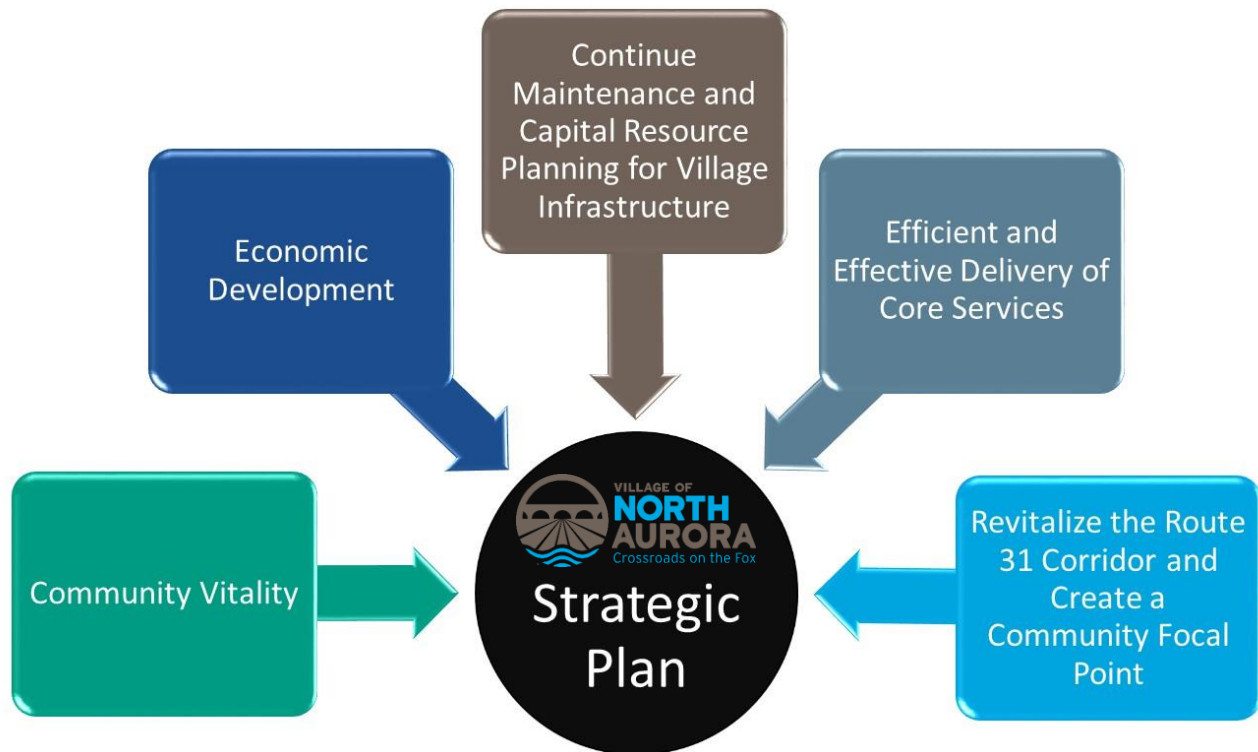 Continue
Maintenance and
Capital Resource
Planning for Village
Infrastructure
Economic
Development
Efficient and
Effective Delivery of
Core Services
Community Vitality
VILLAGE OF
NORTH
AURORA
Crossroads on the Fox
Strategic
Plan
Revitalize the Route
31 Corridor and
Create a
Community Focal
Point